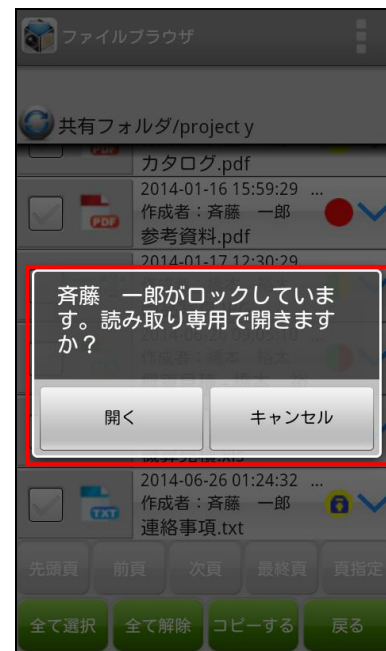 ファイルブラウザ
共有フォルダ/project y
カタログ.pdf
2014-01-16 15:59:29 ...
作成者：斉藤　一郎
参考資料.pdf
2014-01-17 12:30:29
斉藤　一郎がロックしていま
す。読み取り専用で開きます
か？
開く
キャンセル
2014-06-26 01:24:32 ...
作成者：斉藤　一郎
連絡事項.txt
先頭頁
前頁
次頁
最終頁
頁指定
全て選択
全て解除
コピーする
戻る